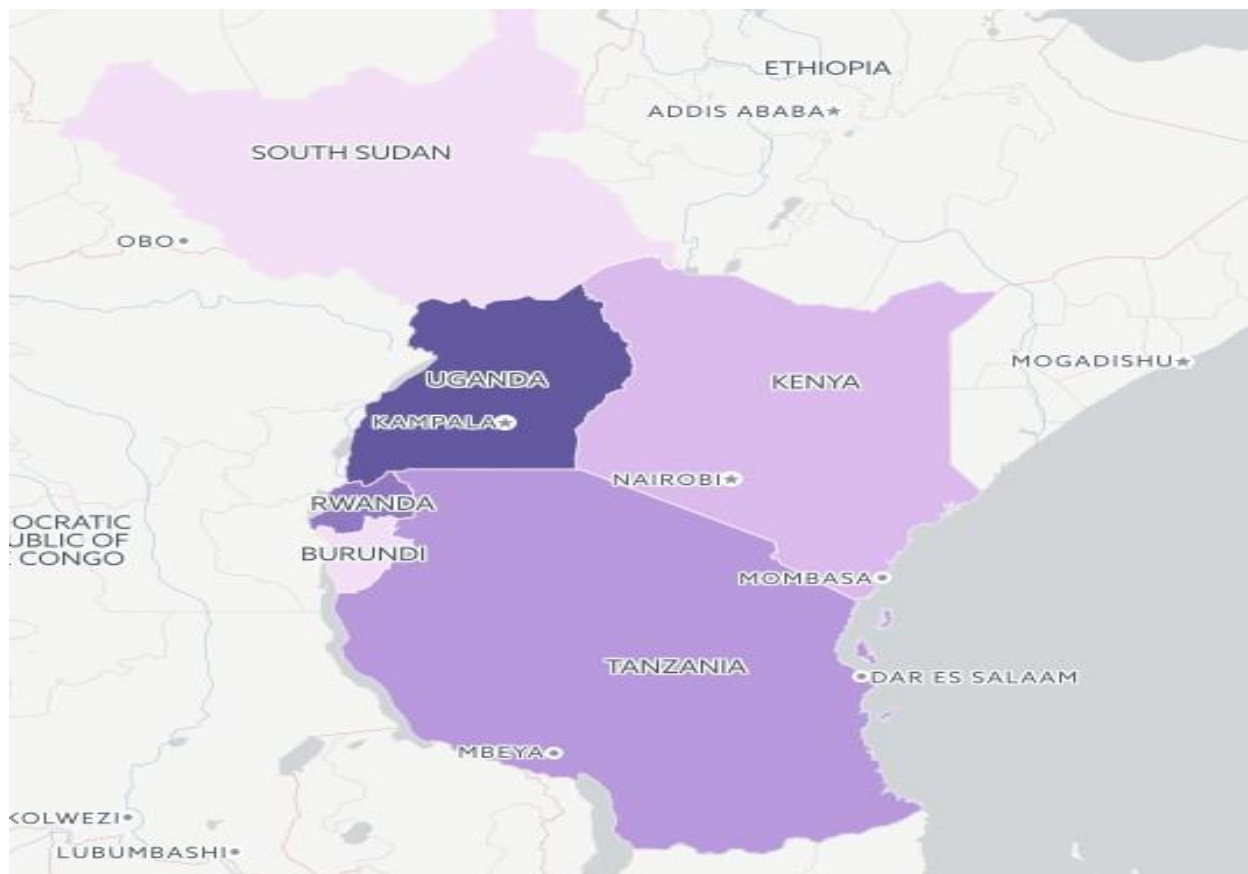 ETHIOPIA
ADDIS ABABA
SOUTH SUDAN
OBO
MOGADISHU
UGANDA
KENYA
KAMPALA
NAIROBI
RWANDA
OCRATIC
UBLIC OF
CONGO
BURUNDI
MOMBASA
TANZANIA
DAR ES SALAAM
MBEYA
KOLWEZI
LUBUMBASHI